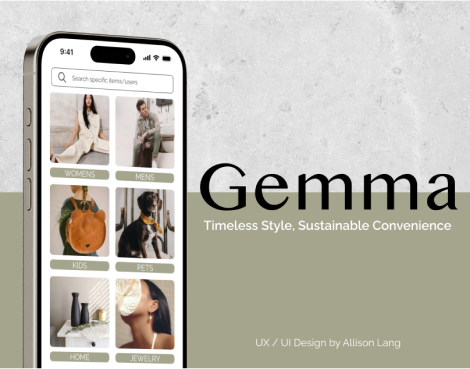 9:41
Search specific items/users
WOMENS
MENS
KIDS
PETS
HOME
JEWELRY
Gemma
Timeless Style, Sustainable Convenience
UX / UI Design by Allison Lang